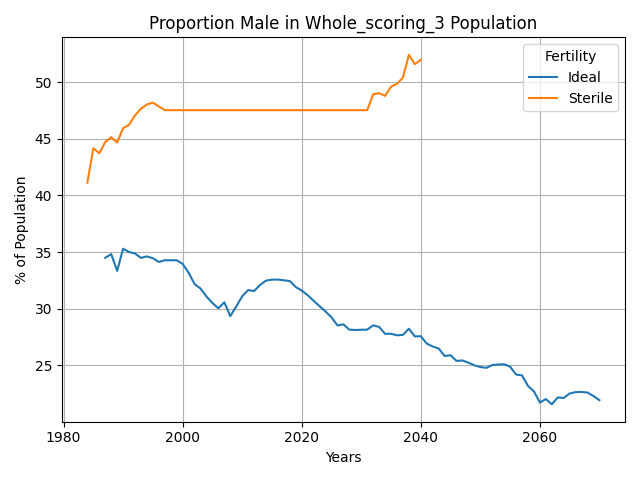 Proportion Male in Whole_scoring_3 Population
Fertility
Ideal
Sterile
50
45
40
35
30
25
% of Population
1980
2000
2020
2040
2060
Years